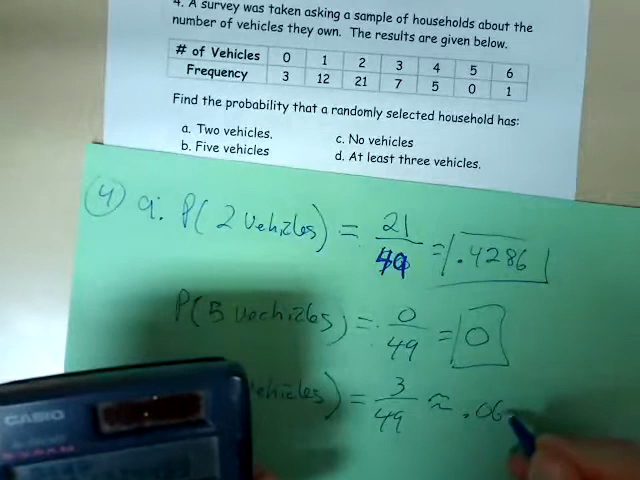 4. A survey was taken asking a sample of households about the
number of vehicles they own. The results are given below.
# of Vehicles 0 1 2 3 4 5 6
Frequency 3 12 21 7 5 0 1
Find the probability that a randomly selected household has:
a. Two vehicles. c. No vehicles
b. Five vehicles d. At least three vehicles.
4 a. P(2 Vehicles) = 21/49 = .4286
P(5 Vechicles) = 0/49 = 0
ehicles) = 3/49 ≈ .06
CASIO